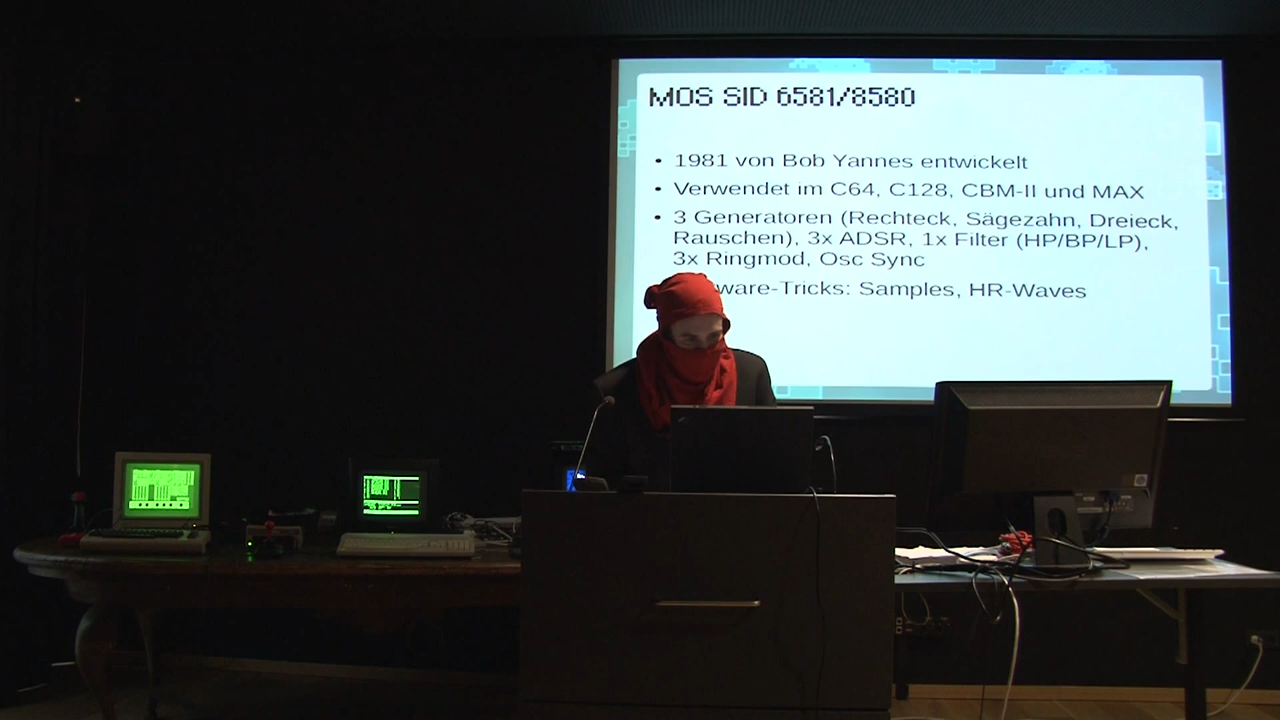 MOS SID 6581/8580
• 1981 von Bob Yannes entwickelt
• Verwendet im C64, C128, CBM-II und MAX
• 3 Generatoren (Rechteck, Sägezahn, Dreieck,
Rauschen), 3x ADSR, 1x Filter (HP/BP/LP),
3x Ringmod, Osc Sync
ware-Tricks: Samples, HR-Waves